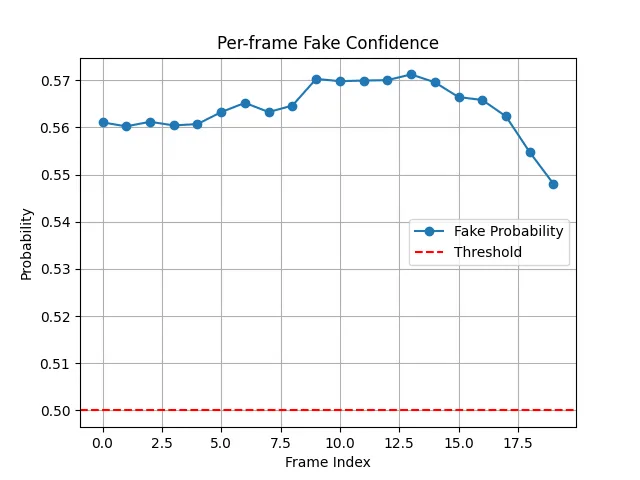 Per-frame Fake Confidence
Probability
0.57
0.56
0.55
0.54
0.53
0.52
0.51
0.50
Fake Probability
Threshold
0.0 2.5 5.0 7.5 10.0 12.5 15.0 17.5
Frame Index